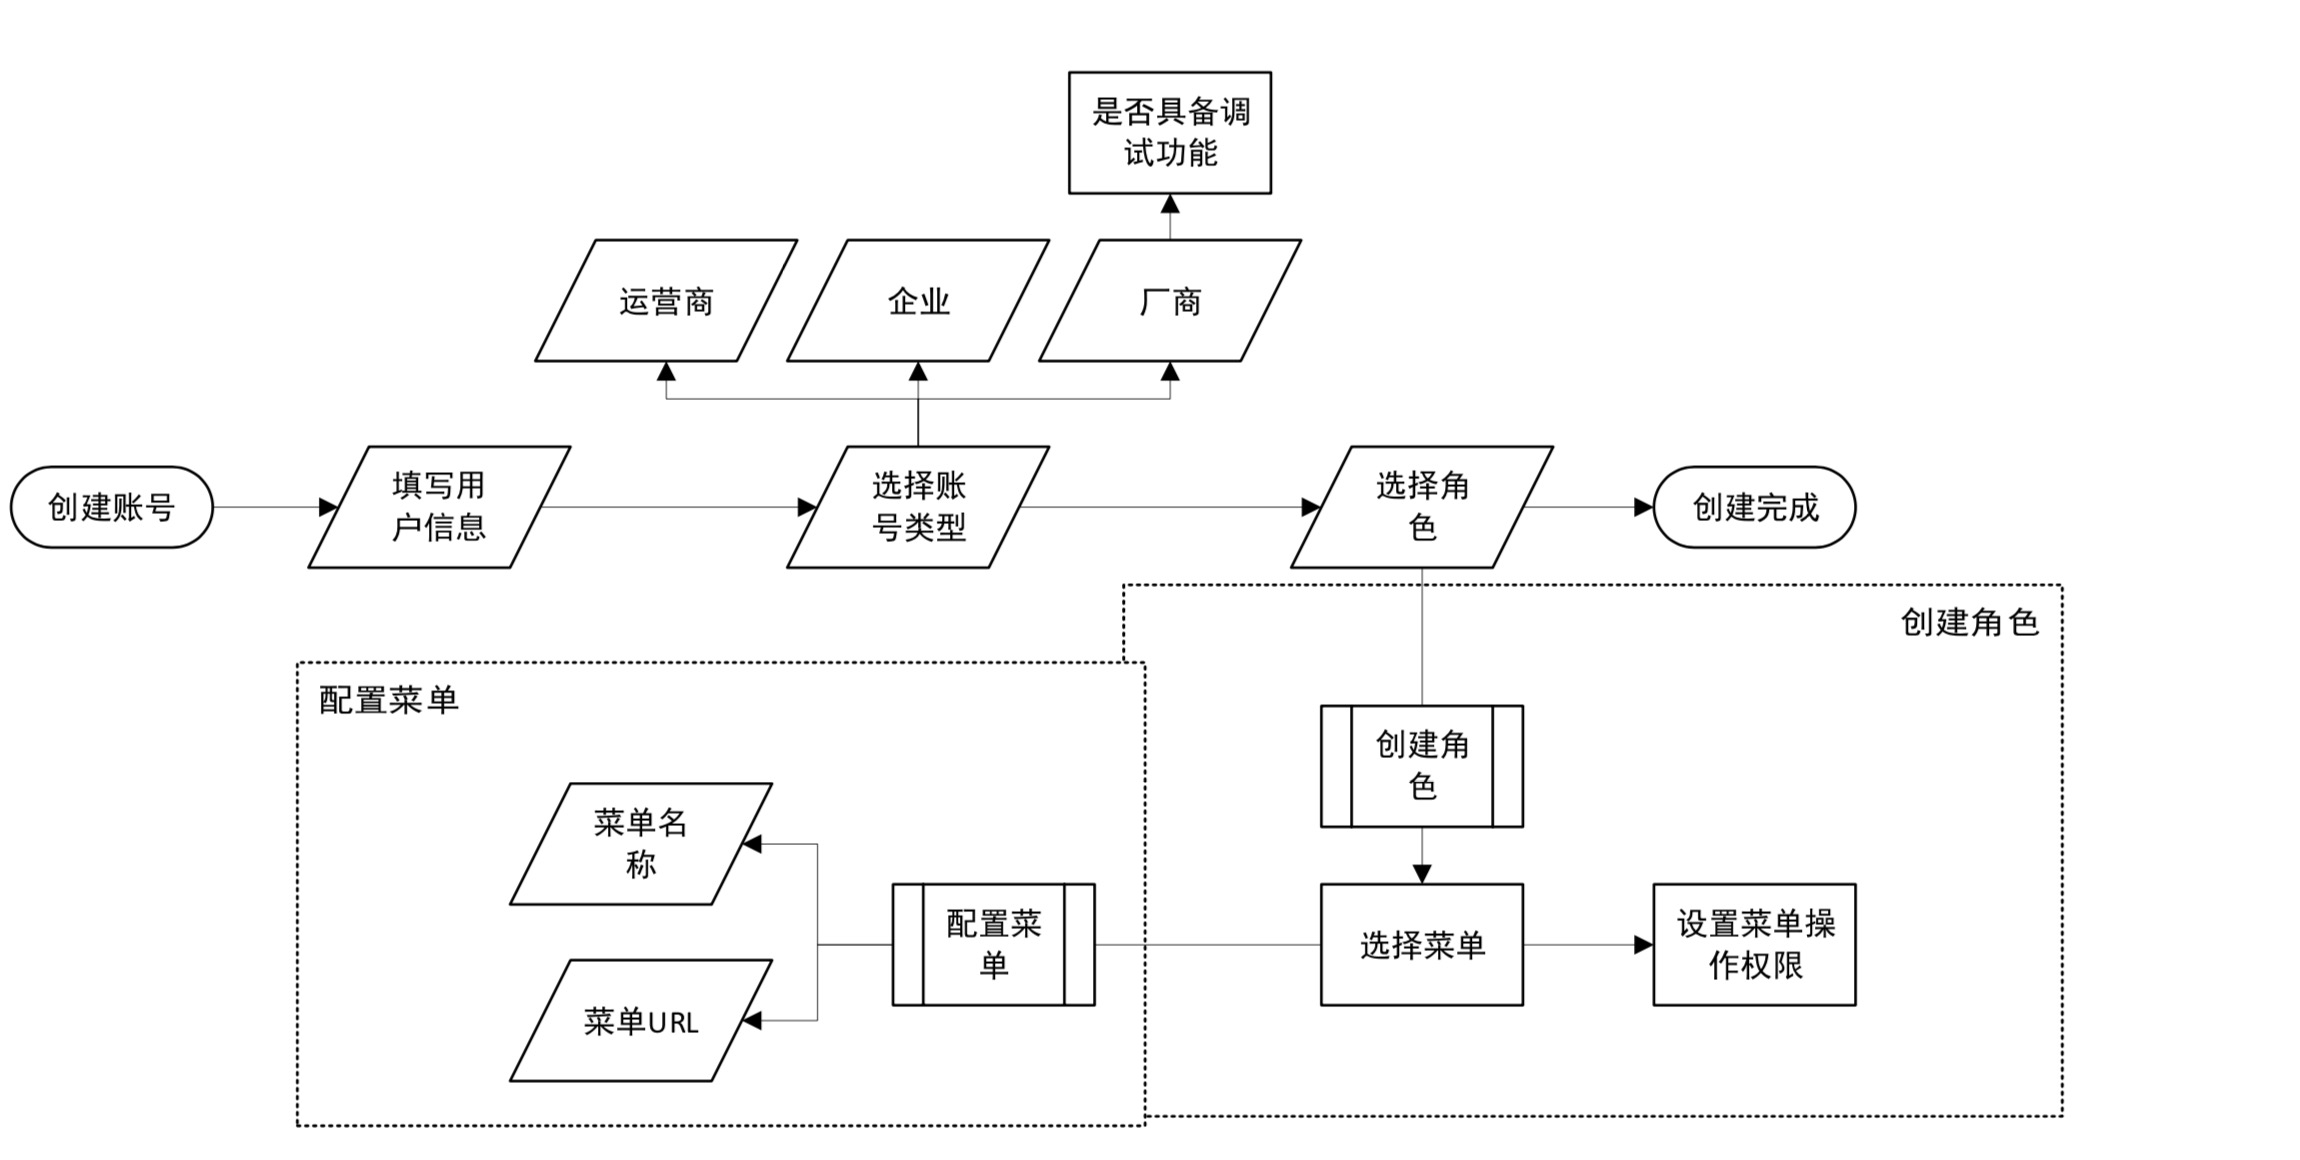 是否具备调
试功能
运营商
企业
厂商
创建账号
填写用
户信息
选择账
号类型
选择角
色
创建完成
创建角色
配置菜单
创建角
色
菜单名
称
配置菜
单
选择菜单
设置菜单操
作权限
菜单URL